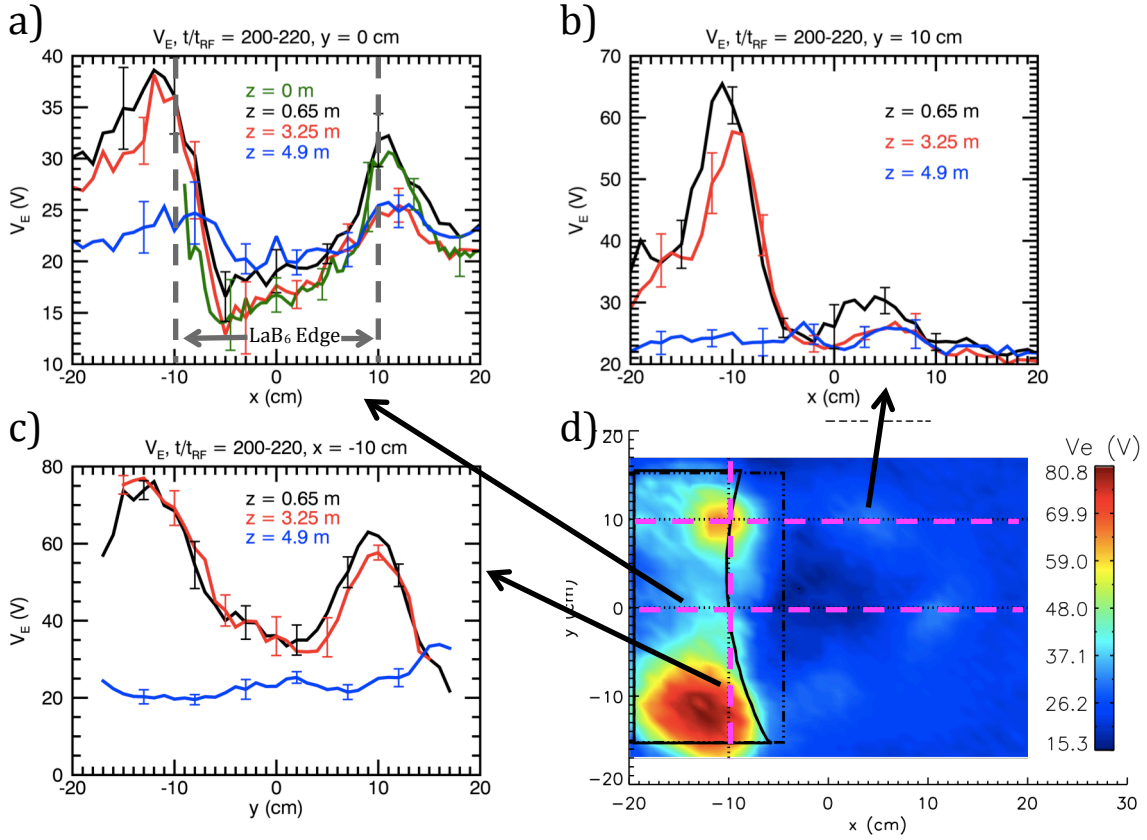 a)
V_E, t/t_RF = 200-220, y = 0 cm
40
35
30
25
20
15
10
V_E (V)
z = 0 m
z = 0.65 m
z = 3.25 m
z = 4.9 m
LaB₆ Edge
-20 -10 0 10 20
x (cm)
b)
V_E, t/t_RF = 200-220, y = 10 cm
70
60
50
40
30
20
V_E (V)
z = 0.65 m
z = 3.25 m
z = 4.9 m
-20 -10 0 10 20
x (cm)
c)
V_E, t/t_RF = 200-220, x = -10 cm
80
60
40
20
0
V_E (V)
z = 0.65 m
z = 3.25 m
z = 4.9 m
-20 -10 0 10 20
y (cm)
d)
Ve (V)
20
10
0
-10
-20
y (cm)
80.8
69.9
59.0
48.0
37.1
26.2
15.3
-20 -10 0 10 20 30
x (cm)